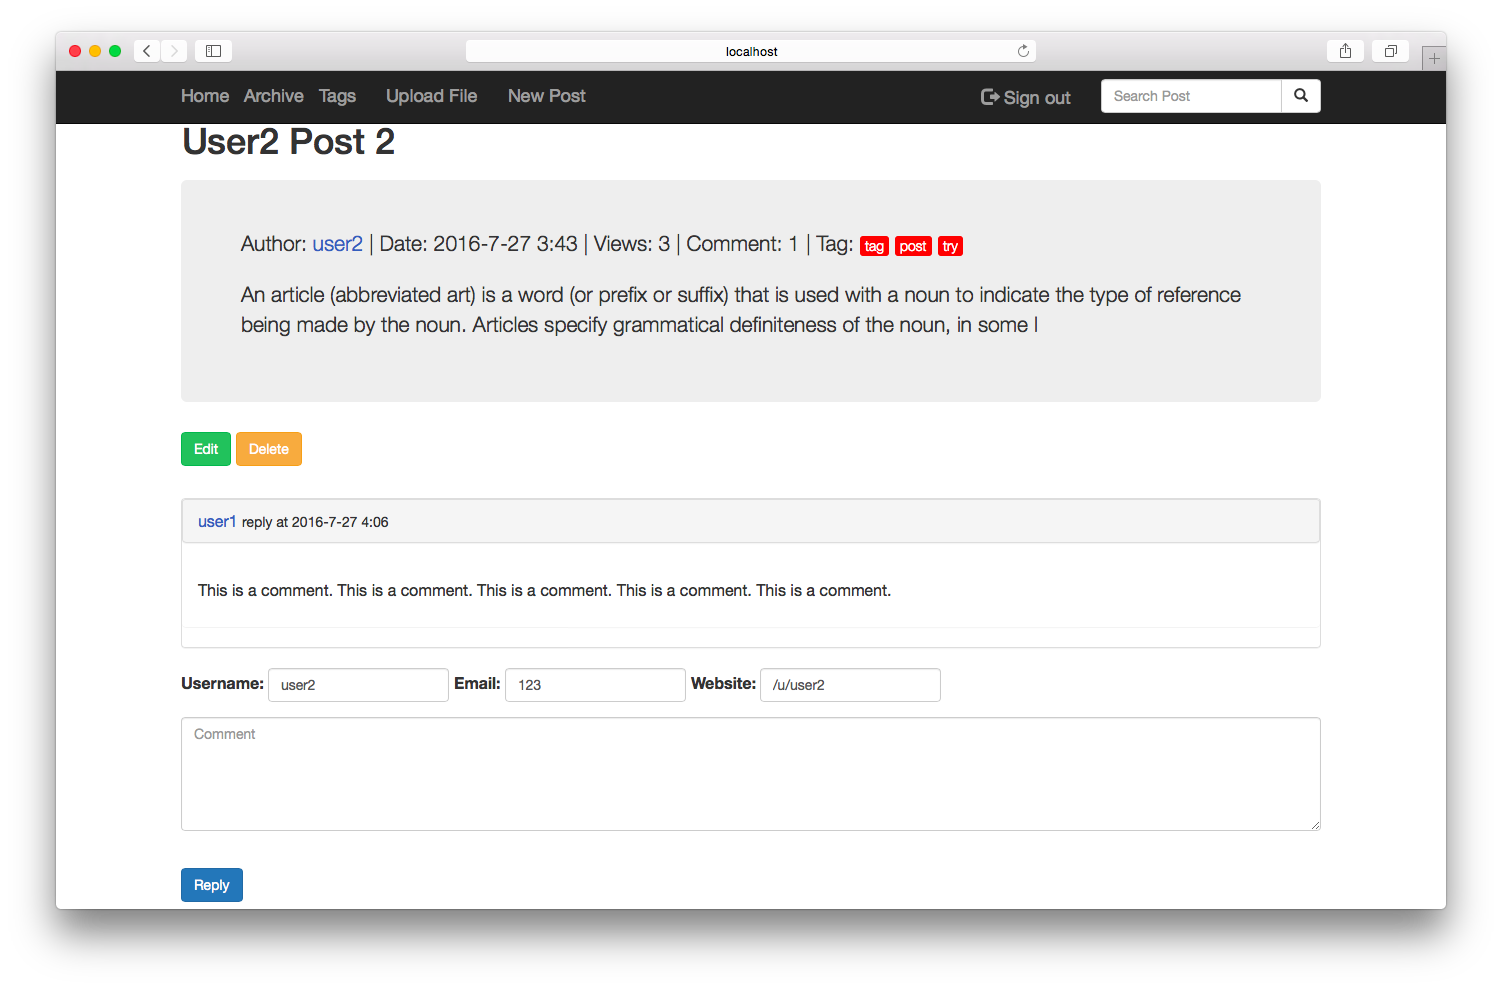 localhost
Home Archive Tags Upload File New Post Sign out Search Post
User2 Post 2
Author: user2 | Date: 2016-7-27 3:43 | Views: 3 | Comment: 1 | Tag: tag post try
An article (abbreviated art) is a word (or prefix or suffix) that is used with a noun to indicate the type of reference
being made by the noun. Articles specify grammatical definiteness of the noun, in some l
Edit Delete
user1 reply at 2016-7-27 4:06
This is a comment. This is a comment. This is a comment. This is a comment. This is a comment.
Username: user2 Email: 123 Website: /u/user2
Comment
Reply